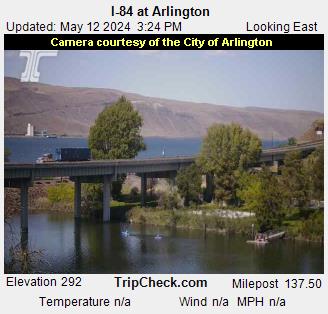 I-84 at Arlington
Updated: May 12 2024 3:24 PM Looking East
Camera courtesy of the City of Arlington
Elevation 292 TripCheck.com Milepost 137.50
Temperature n/a Wind n/a MPH n/a